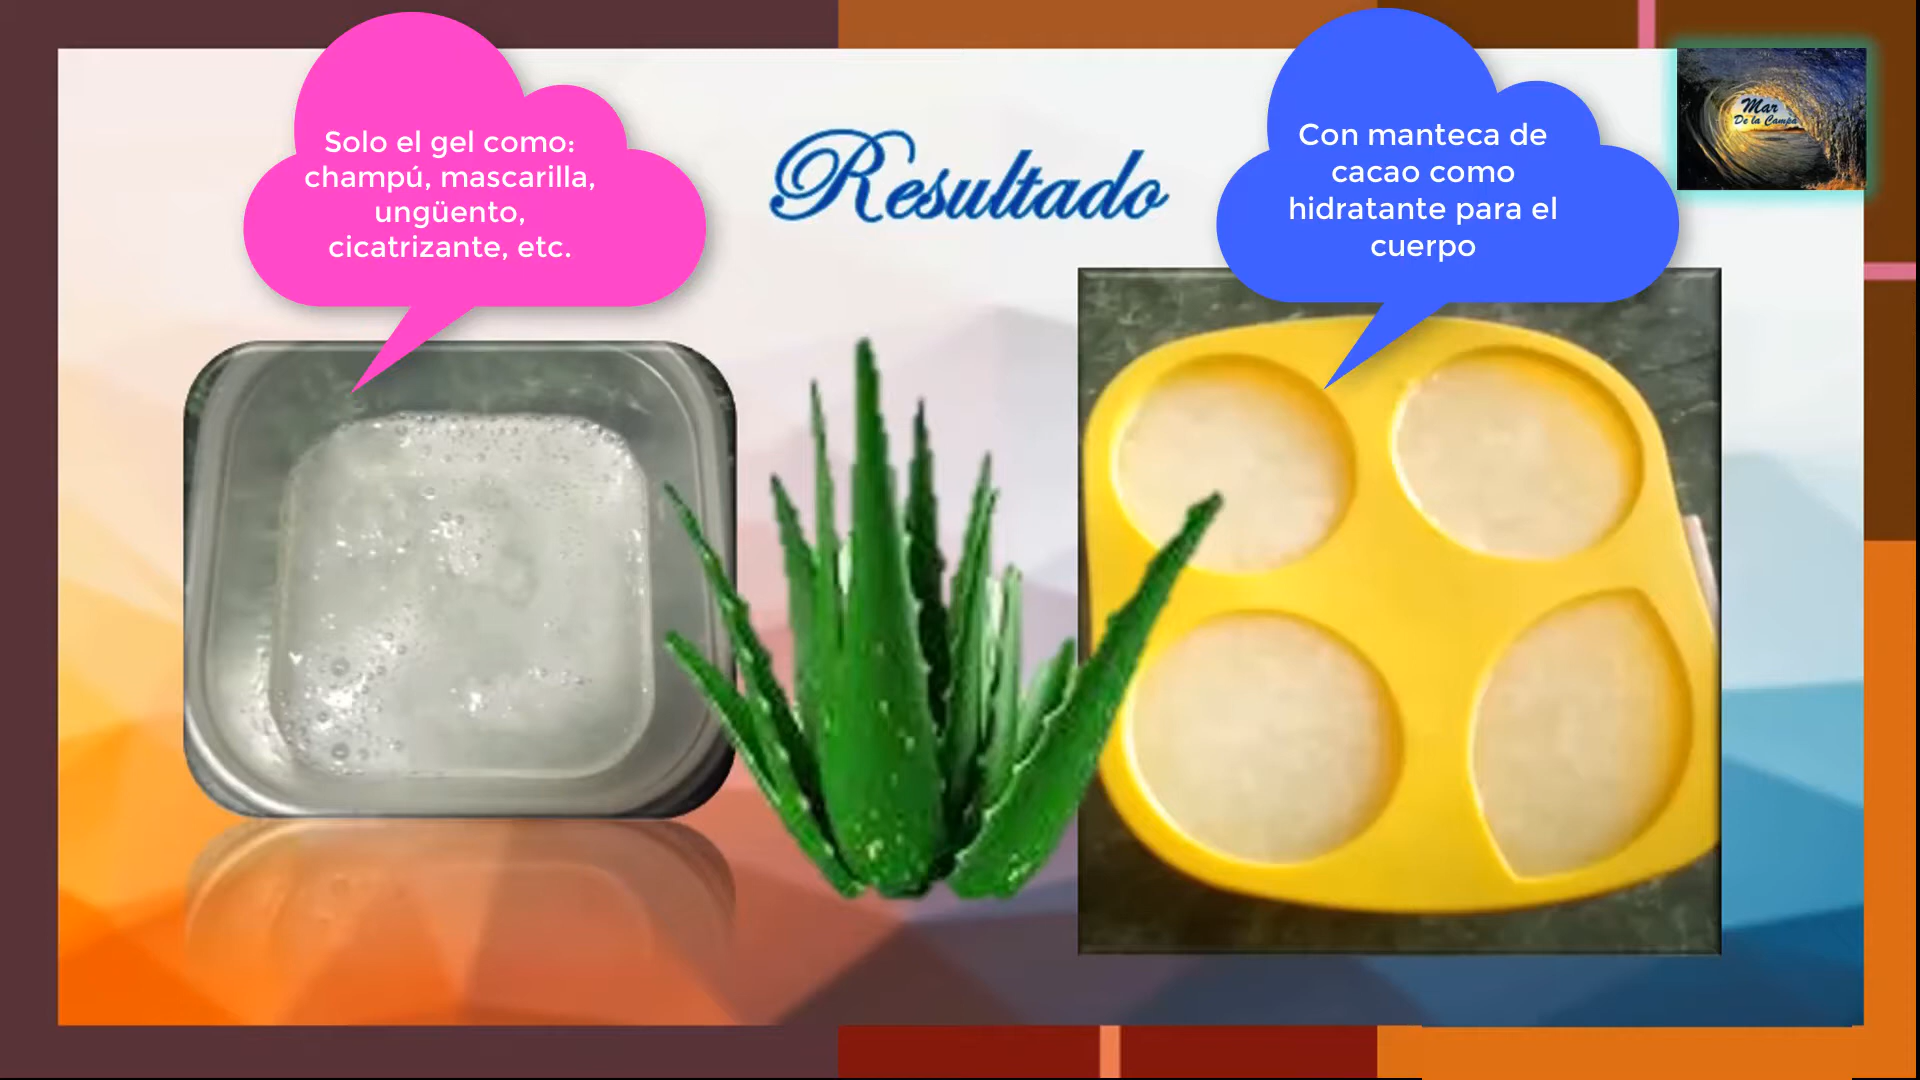 Solo el gel como:
champú, mascarilla,
ungüento,
cicatrizante, etc.
Resultado
Con manteca de
cacao como
hidratante para el
cuerpo
Mar
De la Campa